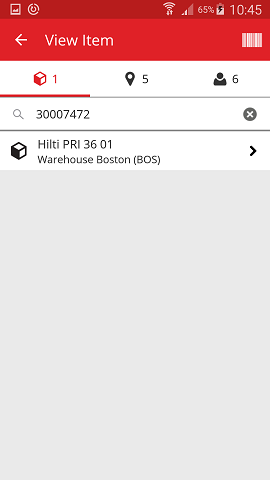 65% 10:45
View Item
1 5 6
30007472
Hilti PRI 36 01
Warehouse Boston (BOS)